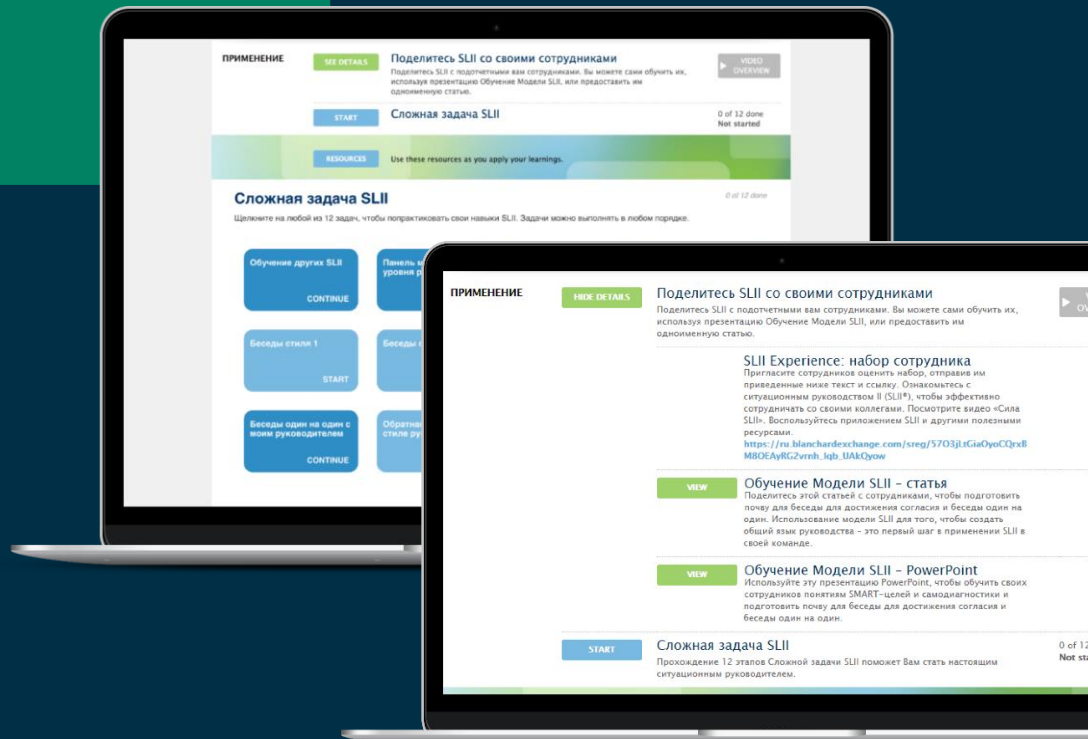 ПРИМЕНЕНИЕ
SEE DETAILS
Поделитесь SLII со своими сотрудниками
Поделитесь SLII с подотчетными вам сотрудниками. Вы можете сами обучить их,
используя презентацию Обучение Модели SLII, или предоставить им
одноименную статью.
VIDEO
OVERVIEW
START
Сложная задача SLII
0 of 12 done
Not started
RESOURCES
Use these resources as you apply your learnings.
Сложная задача SLII
0 of 12 done
Щелкните на любой из 12 задач, чтобы попрактиковать свои навыки SLII. Задачи можно выполнять в любом порядке.
Обучение других SLII
CONTINUE
Панель
уровня
Беседы стиля 1
START
Беседы
Беседы один на один с
моим руководителем
CONTINUE
Обратная
стиле
ПРИМЕНЕНИЕ
HIDE DETAILS
Поделитесь SLII со своими сотрудниками
Поделитесь SLII с подотчетными вам сотрудниками. Вы можете сами обучить их,
используя презентацию Обучение Модели SLII, или предоставить им
одноименную статью.
SLII Experience: набор сотрудника
Пригласите сотрудников оценить набор, отправив им
приведенные ниже текст и ссылку. Ознакомьтесь с
ситуационным руководством II (SLII®), чтобы эффективно
сотрудничать со своими коллегами. Посмотрите видео «Сила
SLII». Воспользуйтесь приложением SLII и другими полезными
ресурсами.
VIEW
Обучение Модели SLII – статья
Поделитесь этой статьей с сотрудниками, чтобы подготовить
почву для беседы для достижения согласия и беседы один на
один. Использование модели SLII для того, чтобы создать
общий язык руководства – это первый шаг в применении SLII в
своей команде.
VIEW
Обучение Модели SLII – PowerPoint
Используйте эту презентацию PowerPoint, чтобы обучить своих
сотрудников понятиям SMART-целей и самодиагностики и
подготовить почву для беседы для достижения согласия и
беседы один на один.
START
Сложная задача SLII
Прохождение 12 этапов Сложной задачи SLII поможет Вам стать настоящим
ситуационным руководителем.
0 of 12
Not